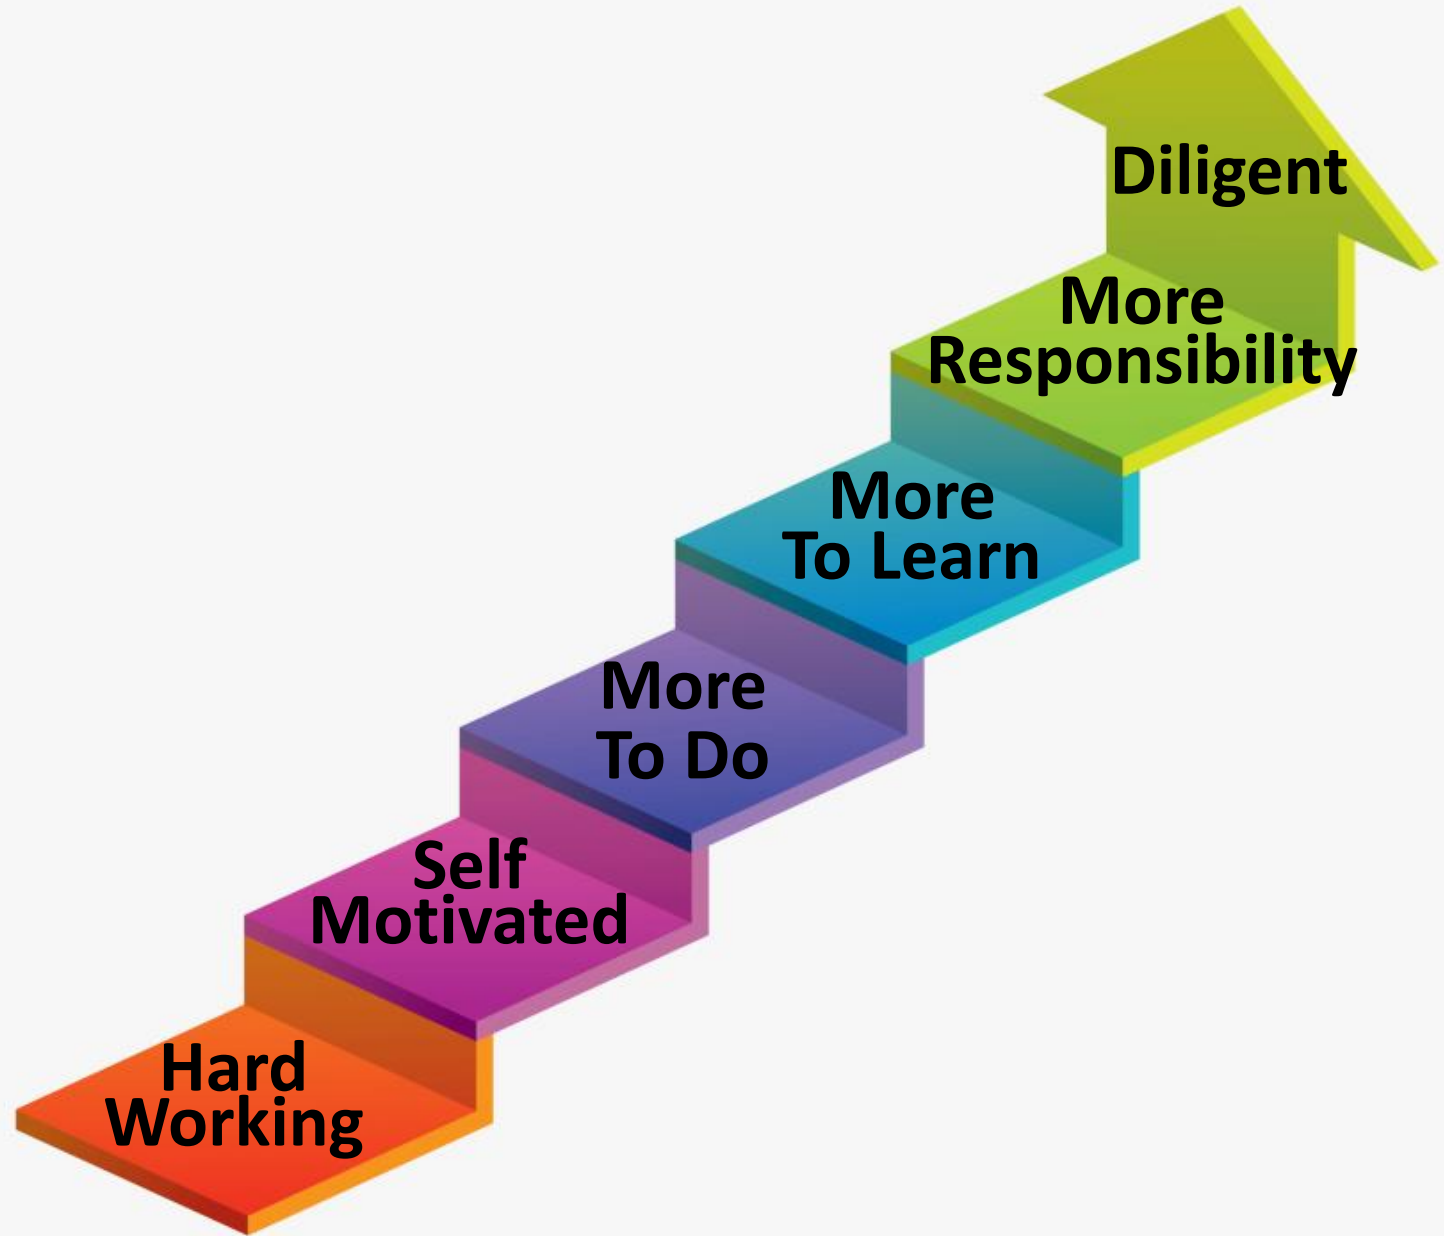 Diligent
More
Responsibility
More
To Learn
More
To Do
Self
Motivated
Hard
Working